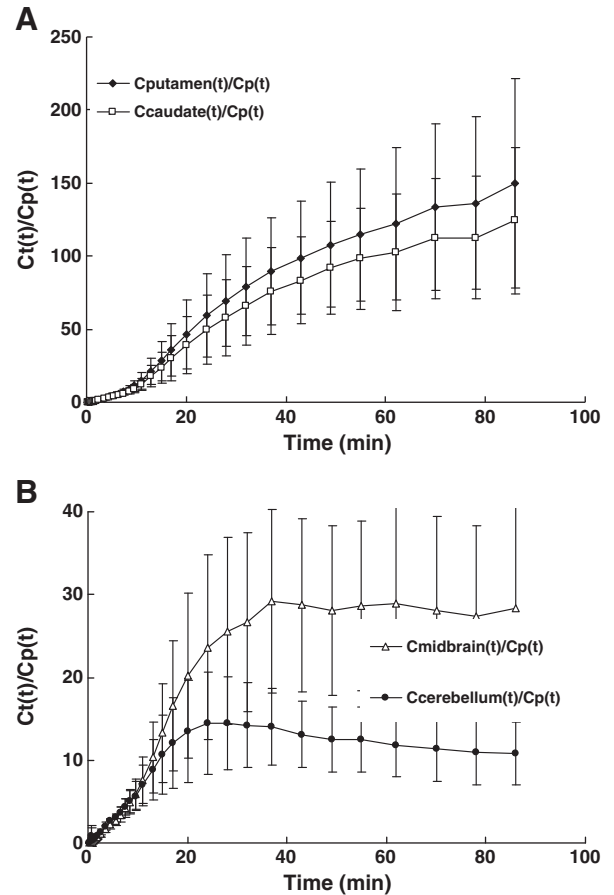 A
250
200
150
100
50
0
Ct(t)/Cp(t)
Cputamen(t)/Cp(t)
Ccaudate(t)/Cp(t)
0 20 40 60 80 100
Time (min)
B
40
30
20
10
0
Ct(t)/Cp(t)
Cmidbrain(t)/Cp(t)
Ccerebellum(t)/Cp(t)
0 20 40 60 80 100
Time (min)